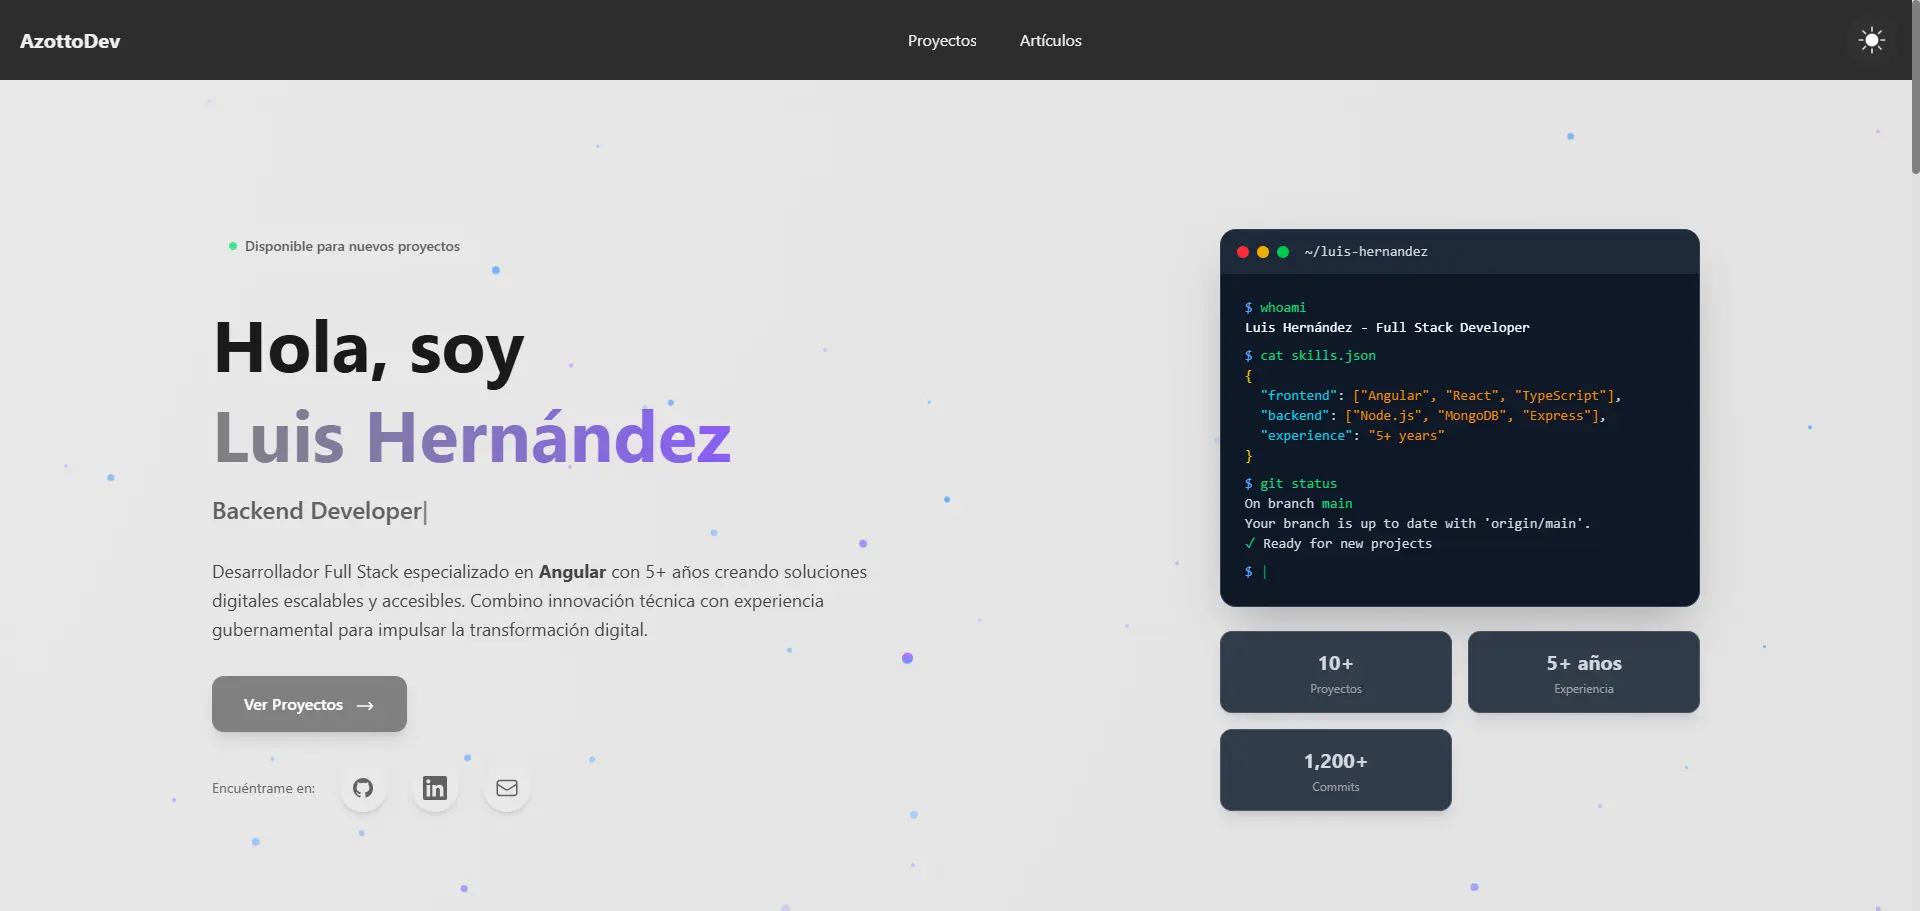 AzottoDev
Proyectos
Artículos
Disponible para nuevos proyectos
Hola, soy
Luis Hernández
Backend Developer|
Desarrollador Full Stack especializado en Angular con 5+ años creando soluciones
digitales escalables y accesibles. Combino innovación técnica con experiencia
gubernamental para impulsar la transformación digital.
Ver Proyectos →
Encuéntrame en:
~/luis-hernandez
$ whoami
Luis Hernández - Full Stack Developer
$ cat skills.json
{
"frontend": ["Angular", "React", "TypeScript"],
"backend": ["Node.js", "MongoDB", "Express"],
"experience": "5+ years"
}
$ git status
On branch main
Your branch is up to date with 'origin/main'.
✓ Ready for new projects
$ |
10+
Proyectos
5+ años
Experiencia
1,200+
Commits